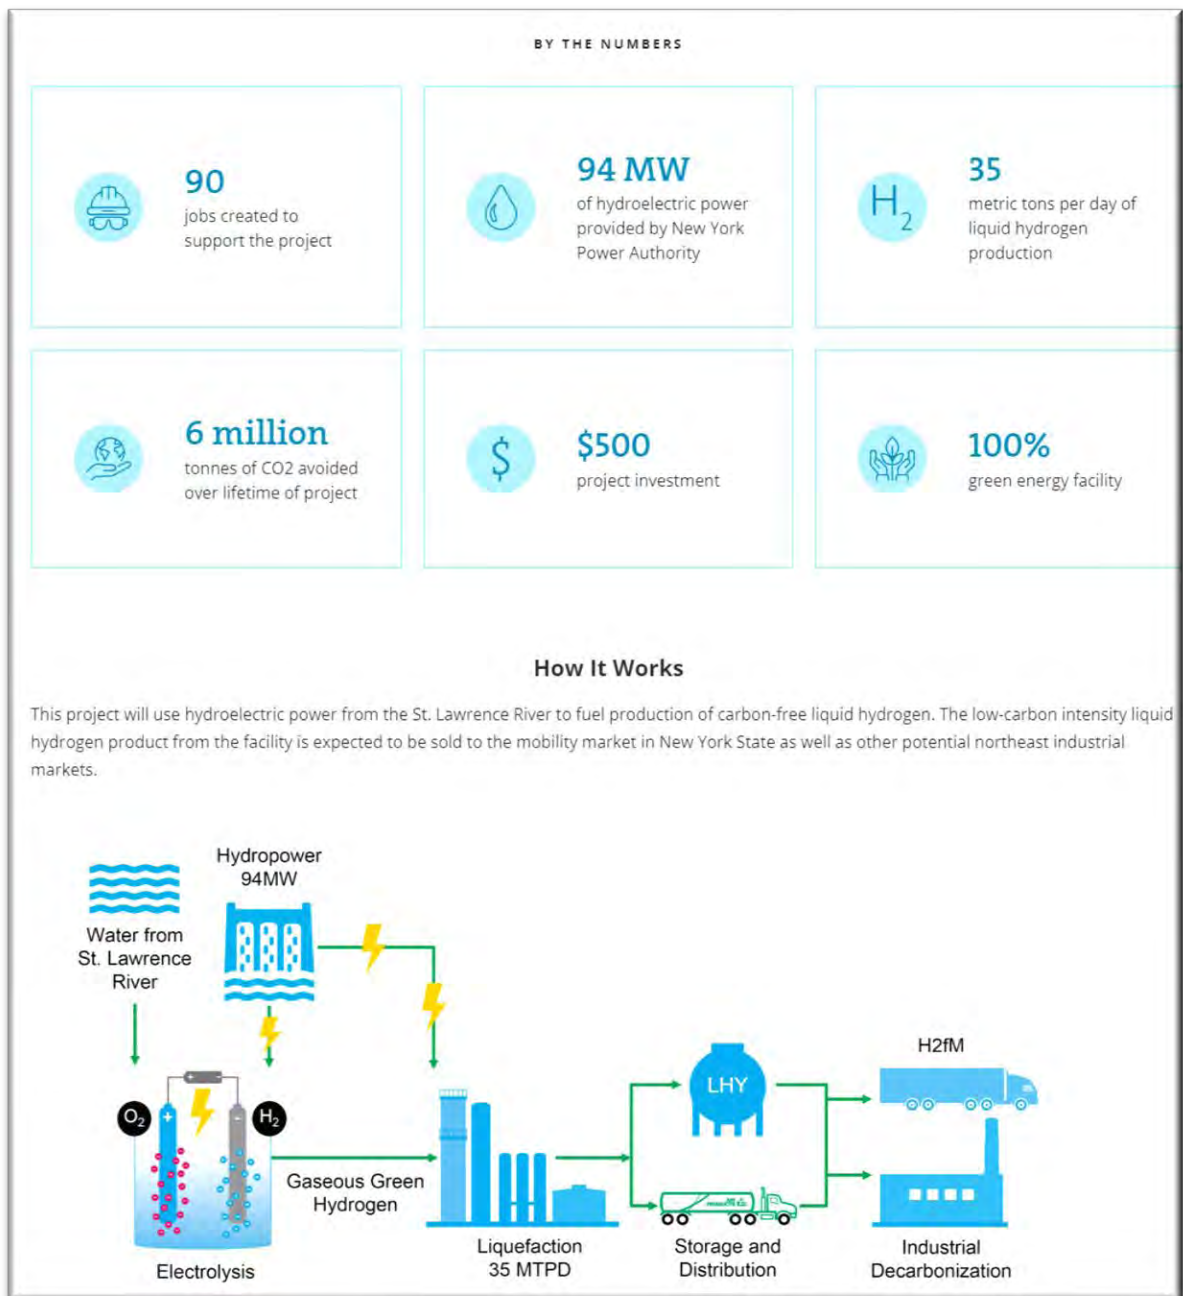 BY THE NUMBERS
90
jobs created to
support the project
94 MW
of hydroelectric power
provided by New York
Power Authority
H2
35
metric tons per day of
liquid hydrogen
production
6 million
tonnes of CO2 avoided
over lifetime of project
$
$500
project investment
100%
green energy facility
How It Works
This project will use hydroelectric power from the St. Lawrence River to fuel production of carbon-free liquid hydrogen. The low-carbon intensity liquid
hydrogen product from the facility is expected to be sold to the mobility market in New York State as well as other potential northeast industrial
markets.
Water from
St. Lawrence
River
Hydropower
94MW
O2
+
-
H2
Electrolysis
Gaseous Green
Hydrogen
Liquefaction
35 MTPD
LHY
Storage and
Distribution
H2fM
Industrial
Decarbonization